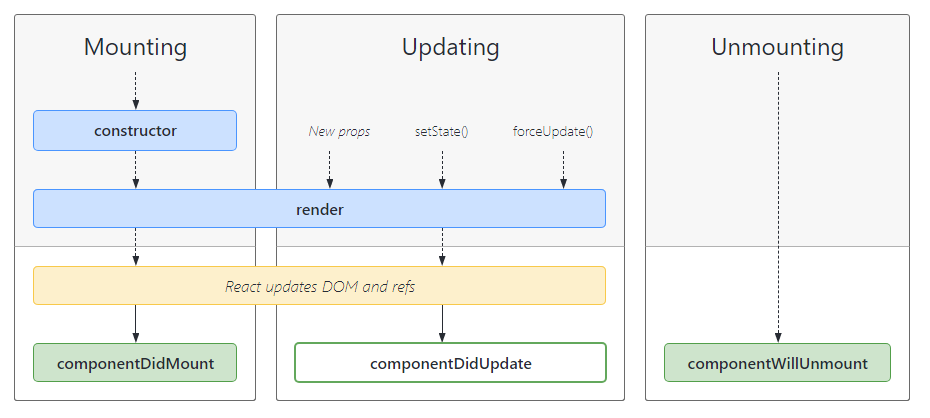 Mounting
Updating
Unmounting
constructor
New props
setState()
forceUpdate()
render
React updates DOM and refs
componentDidMount
componentDidUpdate
componentWillUnmount